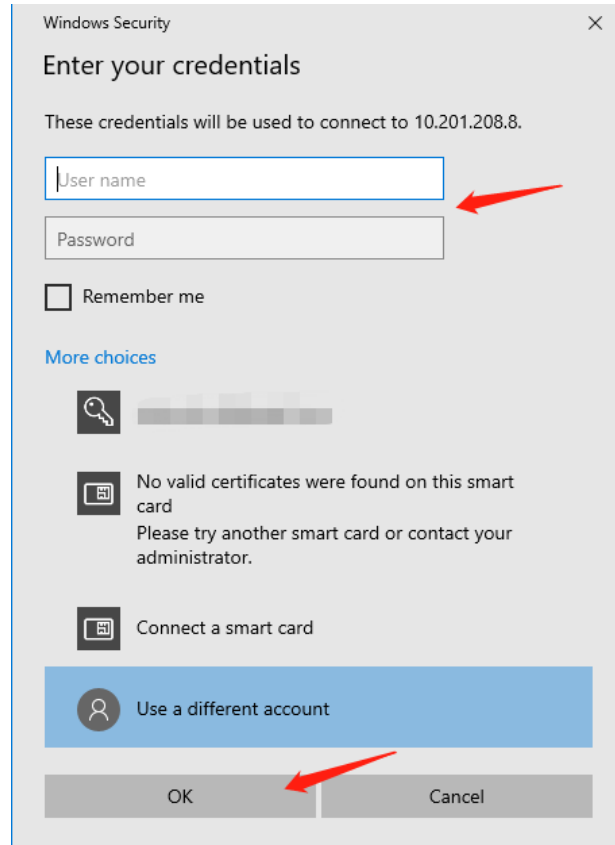 Windows Security
Enter your credentials
These credentials will be used to connect to 10.201.208.8.
User name
Password
Remember me
More choices
No valid certificates were found on this smart
card
Please try another smart card or contact your
administrator.
Connect a smart card
Use a different account
OK
Cancel